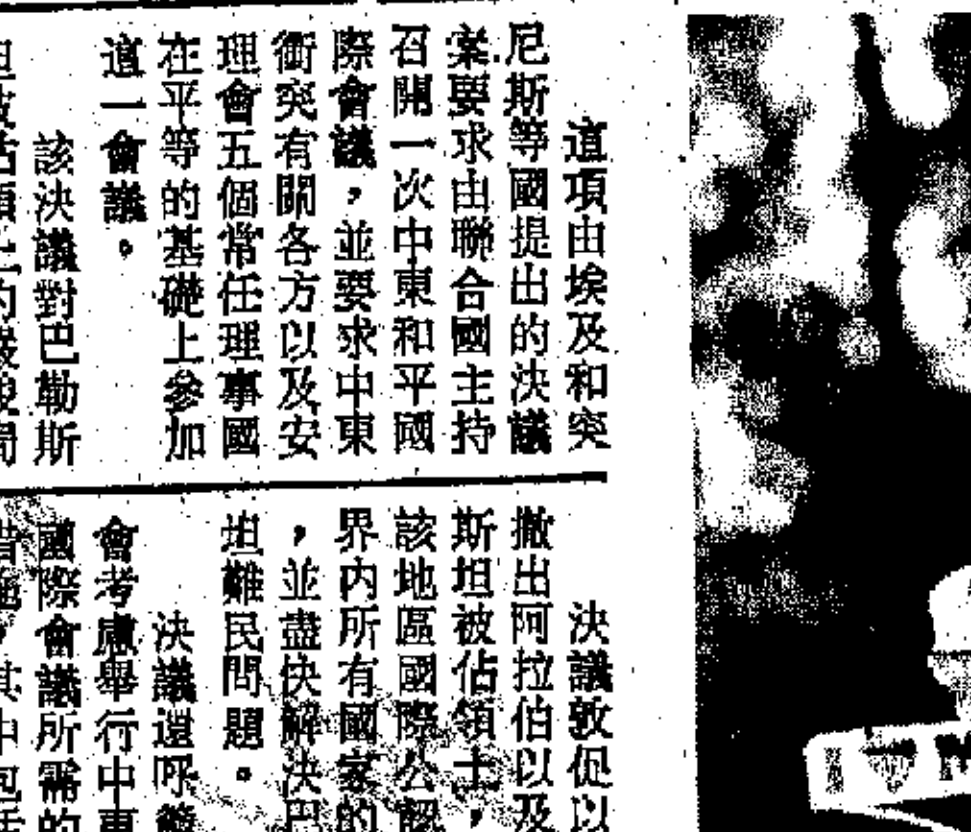 這項由埃及和突
尼斯等國提出的決議
案要求由聯合國主持
召開一次中東和平國
際會議，並要求中東
衝突有關各方以及安
理會五個常任理事國
在平等的基礎上參加
這一會議。
該決議對巴勒斯
決議敦促以
撤出阿拉伯以及
斯坦被佔領土，
該地區國際公認
界內所有國家的
，並盡快解決巴
坦難民問題。
決議還呼籲
會考慮舉行中東
國際會議所需的
措施，其中包括